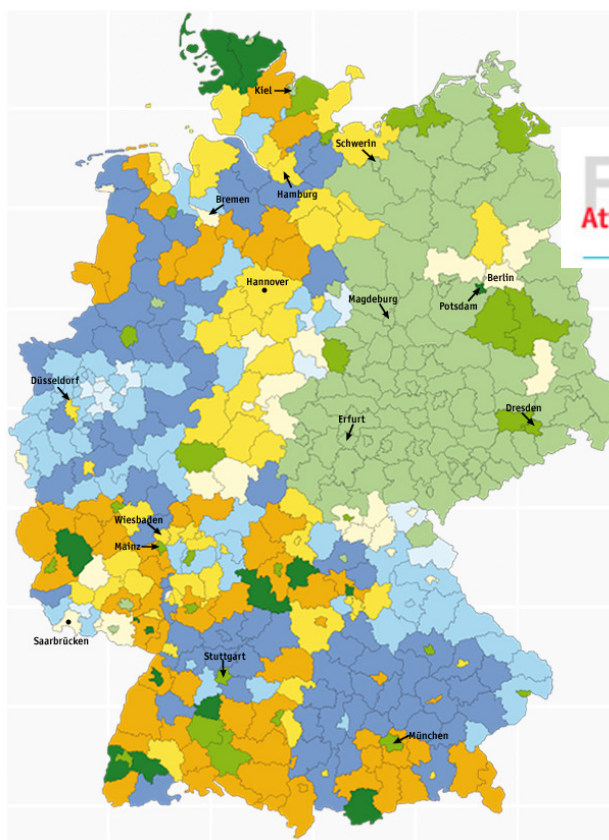 Kiel
Schwerin
Hamburg
Bremen
At
Hannover
Berlin
Magdeburg
Potsdam
Düsseldorf
Dresden
Erfurt
Wiesbaden
Mainz
Saarbrücken
Stuttgart
München